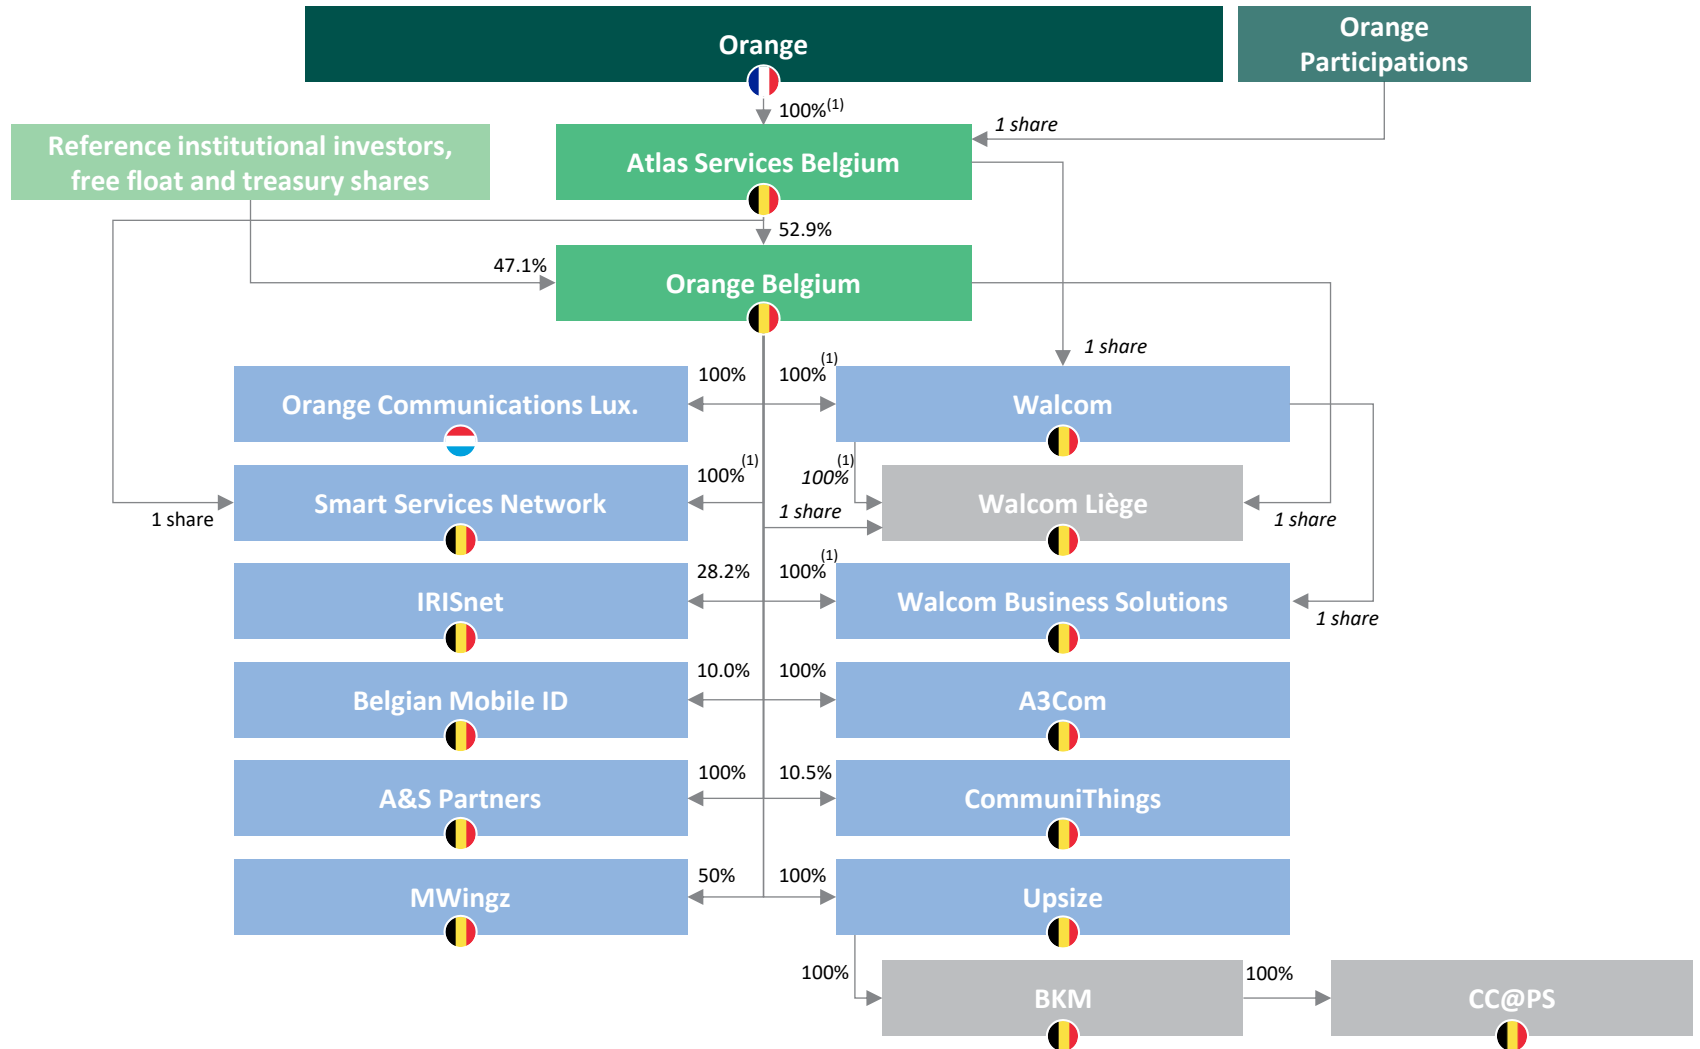 Orange
Orange
Participations
100%(1)
1 share
Reference institutional investors,
free float and treasury shares
Atlas Services Belgium
52.9%
47.1%
Orange Belgium
1 share
100%
100%(1)
Orange Communications Lux.
Walcom
100%(1)
100%(1)
Smart Services Network
Walcom Liège
1 share
1 share
1 share
28.2%
100%(1)
IRISnet
Walcom Business Solutions
1 share
10.0%
100%
Belgian Mobile ID
A3Com
100%
10.5%
A&S Partners
CommuniThings
50%
100%
MWingz
Upsize
100%
100%
BKM
CC@PS